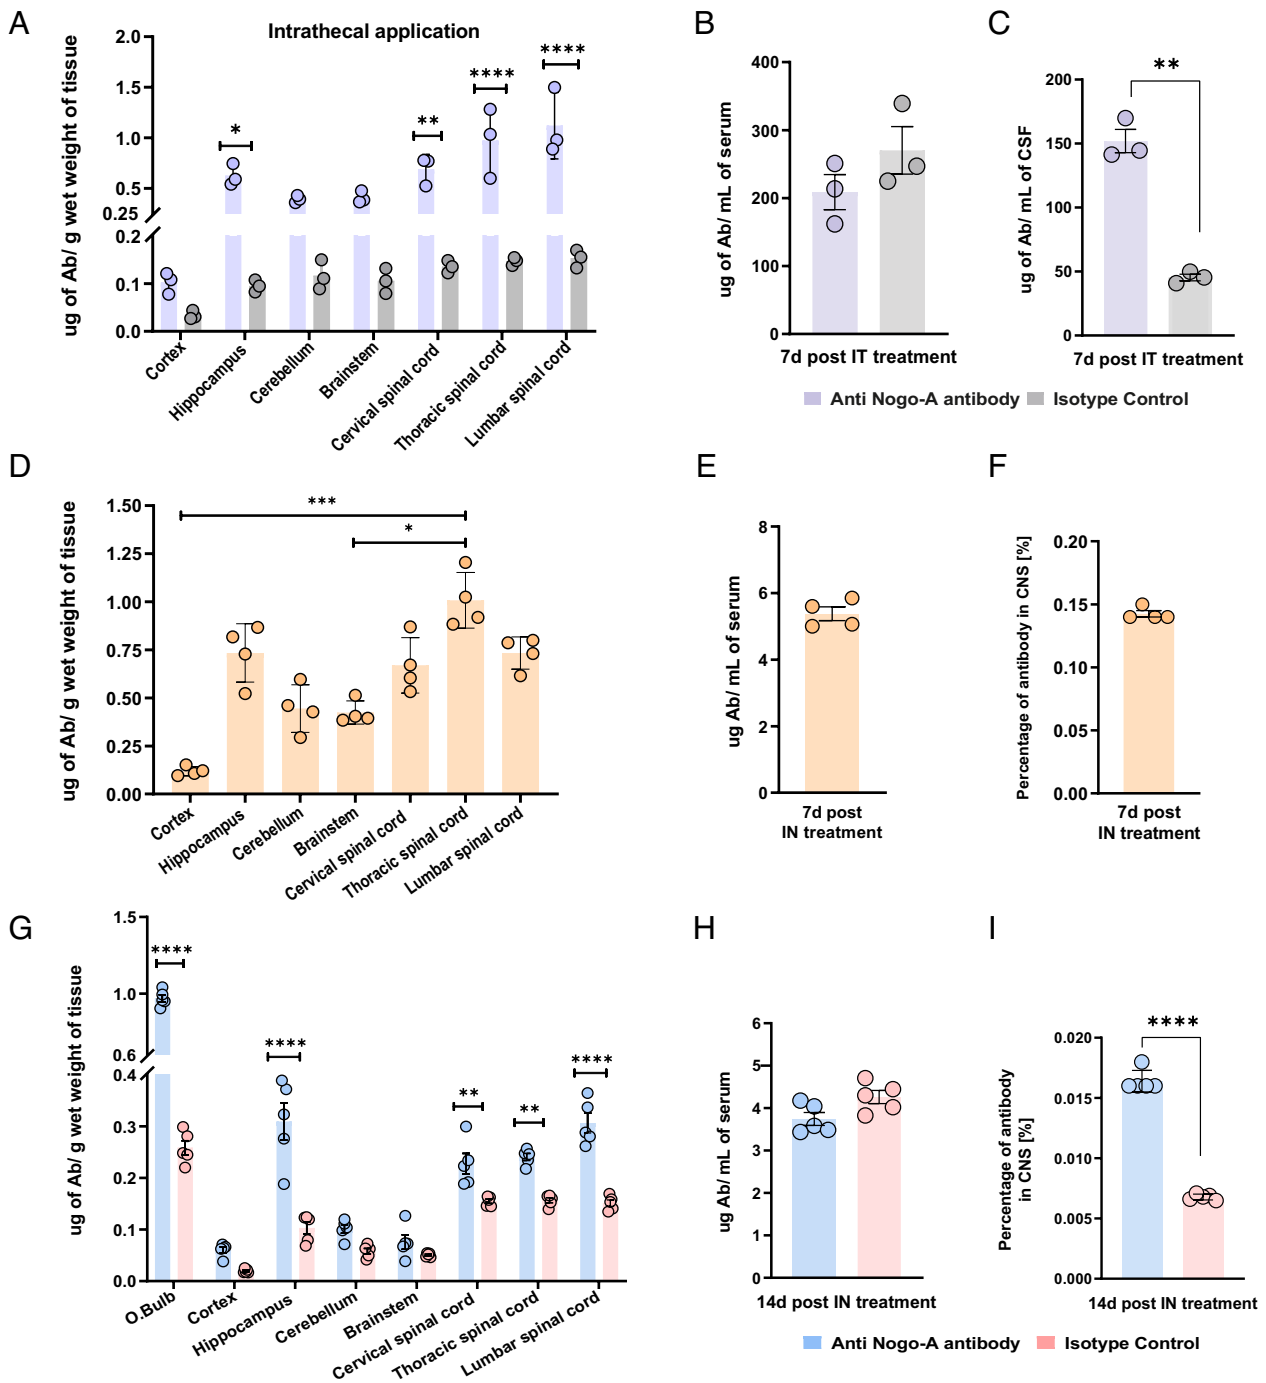 A
Intrathecal application
ug of Ab/ g wet weight of tissue
2.0
1.5
1.0
0.5
0.25
0.2
0.1
0.0
*
**
****
****
Cortex
Hippocampus
Cerebellum
Brainstem
Cervical spinal cord
Thoracic spinal cord
Lumbar spinal cord
B
ug of Ab/ mL of serum
400
300
200
100
0
7d post IT treatment
C
ug of Ab/ mL of CSF
200
150
100
50
0
**
7d post IT treatment
Anti Nogo-A antibody
Isotype Control
D
ug of Ab/ g wet weight of tissue
1.50
1.25
1.00
0.75
0.50
0.25
0.00
***
*
Cortex
Hippocampus
Cerebellum
Brainstem
Cervical spinal cord
Thoracic spinal cord
Lumbar spinal cord
E
ug Ab/ mL of serum
8
6
4
2
0
7d post
IN treatment
F
Percentage of antibody in CNS [%]
0.20
0.15
0.10
0.05
0.00
7d post
IN treatment
G
ug of Ab/ g wet weight of tissue
1.5
1.0
0.6
0.4
0.3
0.2
0.1
0.0
****
****
**
**
****
O.Bulb
Cortex
Hippocampus
Cerebellum
Brainstem
Cervical spinal cord
Thoracic spinal cord
Lumbar spinal cord
H
ug Ab/ mL of serum
6
5
4
3
2
1
0
14d post IN treatment
I
Percentage of antibody
in CNS [%]
0.020
0.015
0.010
0.005
0.000
****
14d post IN treatment
Anti Nogo-A antibody
Isotype Control